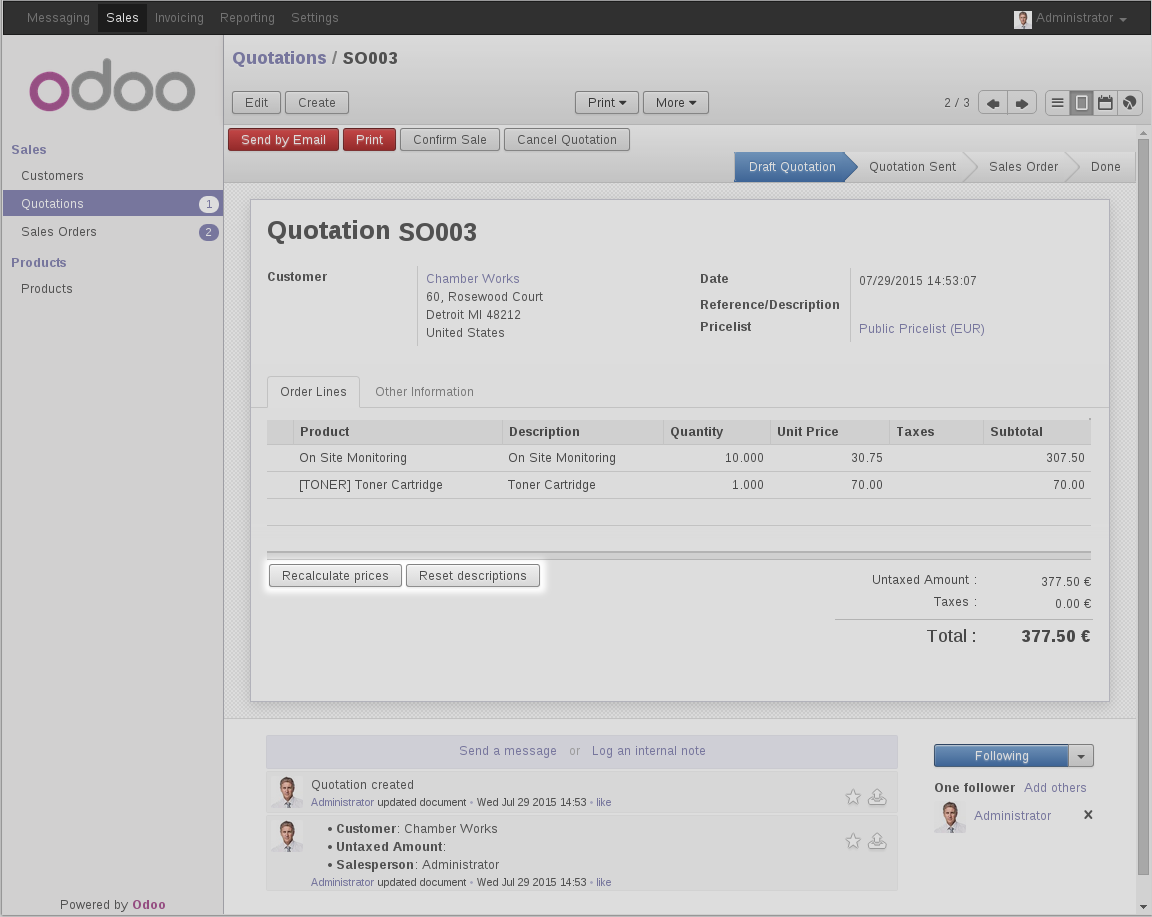 Messaging Sales Invoicing Reporting Settings Administrator
odoo
Sales
Customers
Quotations 1
Sales Orders 2
Products
Products
Powered by Odoo
Quotations / SO003
Edit Create Print More 2 / 3
Send by Email Print Confirm Sale Cancel Quotation
Draft Quotation Quotation Sent Sales Order Done
Quotation SO003
Customer
Chamber Works
60, Rosewood Court
Detroit MI 48212
United States
Date 07/29/2015 14:53:07
Reference/Description
Pricelist Public Pricelist (EUR)
Order Lines Other Information
Product Description Quantity Unit Price Taxes Subtotal
On Site Monitoring On Site Monitoring 10.000 30.75 307.50
[TONER] Toner Cartridge Toner Cartridge 1.000 70.00 70.00
Recalculate prices Reset descriptions
Untaxed Amount : 377.50 €
Taxes : 0.00 €
Total : 377.50 €
Send a message or Log an internal note
Quotation created
Administrator updated document • Wed Jul 29 2015 14:53 • like
• Customer: Chamber Works
• Untaxed Amount:
• Salesperson: Administrator
Administrator updated document • Wed Jul 29 2015 14:53 • like
Following
One follower Add others
Administrator